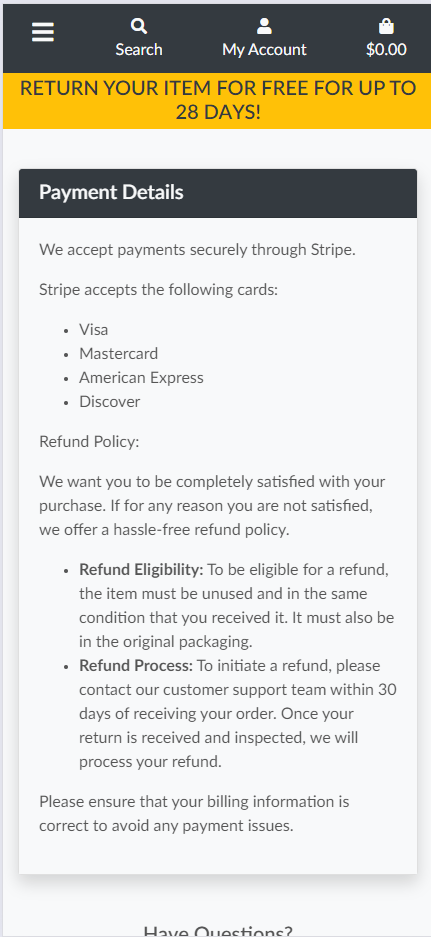 Search My Account $0.00
RETURN YOUR ITEM FOR FREE FOR UP TO
28 DAYS!
Payment Details
We accept payments securely through Stripe.
Stripe accepts the following cards:
• Visa
• Mastercard
• American Express
• Discover
Refund Policy:
We want you to be completely satisfied with your
purchase. If for any reason you are not satisfied,
we offer a hassle-free refund policy.
• Refund Eligibility: To be eligible for a refund,
the item must be unused and in the same
condition that you received it. It must also be
in the original packaging.
• Refund Process: To initiate a refund, please
contact our customer support team within 30
days of receiving your order. Once your
return is received and inspected, we will
process your refund.
Please ensure that your billing information is
correct to avoid any payment issues.
Have Questions?